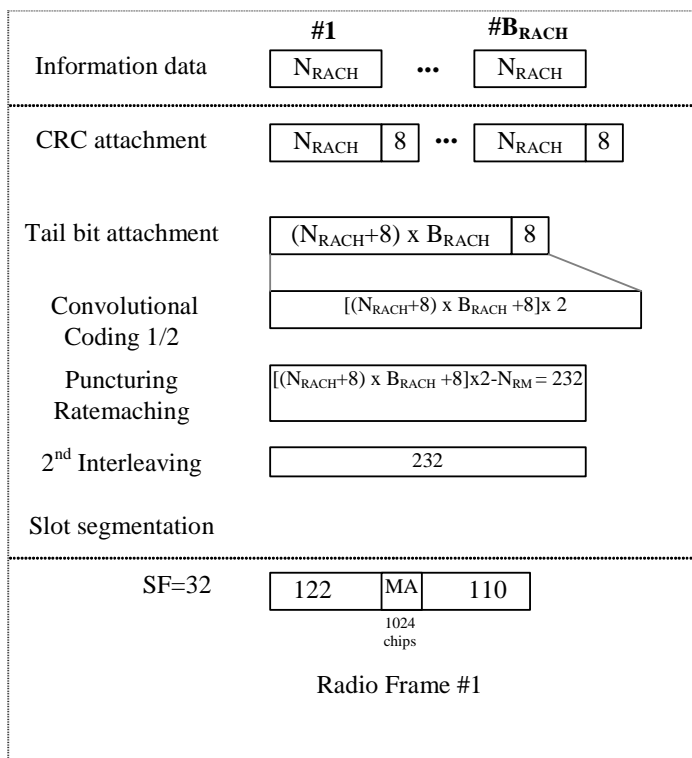 #1 #B_RACH
Information data N_RACH ... N_RACH
CRC attachment N_RACH 8 ... N_RACH 8
Tail bit attachment (N_RACH+8) x B_RACH 8
Convolutional
Coding 1/2
[(N_RACH+8) x B_RACH +8]x 2
Puncturing
Ratemaching
[(N_RACH+8) x B_RACH +8]x2-N_RM = 232
2nd Interleaving 232
Slot segmentation
SF=32 122 MA 110
1024
chips
Radio Frame #1